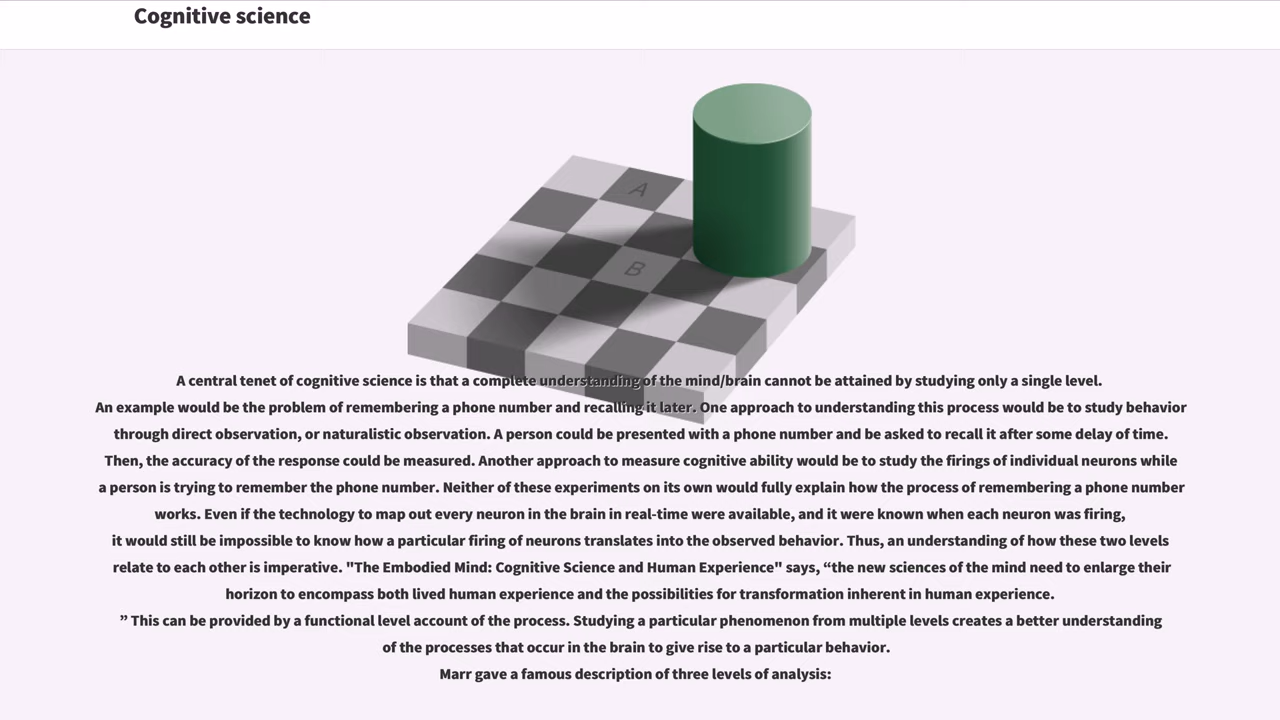 Cognitive science
A
B
A central tenet of cognitive science is that a complete understanding of the mind/brain cannot be attained by studying only a single level.
An example would be the problem of remembering a phone number and recalling it later. One approach to understanding this process would be to study behavior
through direct observation, or naturalistic observation. A person could be presented with a phone number and be asked to recall it after some delay of time.
Then, the accuracy of the response could be measured. Another approach to measure cognitive ability would be to study the firings of individual neurons while
a person is trying to remember the phone number. Neither of these experiments on its own would fully explain how the process of remembering a phone number
works. Even if the technology to map out every neuron in the brain in real-time were available, and it were known when each neuron was firing,
it would still be impossible to know how a particular firing of neurons translates into the observed behavior. Thus, an understanding of how these two levels
relate to each other is imperative. "The Embodied Mind: Cognitive Science and Human Experience" says, “the new sciences of the mind need to enlarge their
horizon to encompass both lived human experience and the possibilities for transformation inherent in human experience.
” This can be provided by a functional level account of the process. Studying a particular phenomenon from multiple levels creates a better understanding
of the processes that occur in the brain to give rise to a particular behavior.
Marr gave a famous description of three levels of analysis: